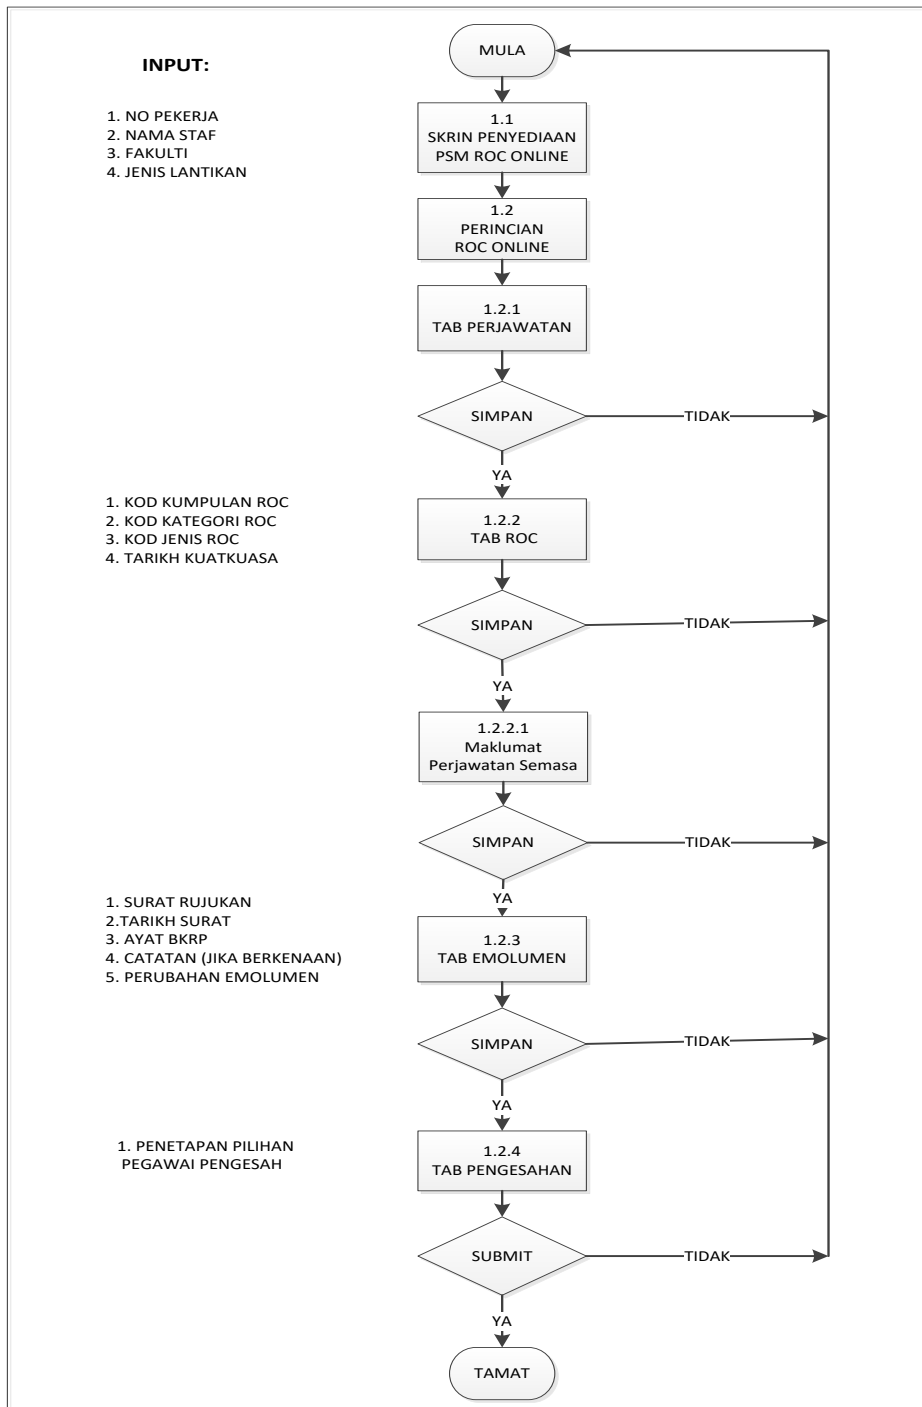 MULA
INPUT:
1. NO PEKERJA
2. NAMA STAF
3. FAKULTI
4. JENIS LANTIKAN
1.1
SKRIN PENYEDIAAN
PSM ROC ONLINE
1.2
PERINCIAN
ROC ONLINE
1.2.1
TAB PERJAWATAN
SIMPAN
TIDAK
YA
1. KOD KUMPULAN ROC
2. KOD KATEGORI ROC
3. KOD JENIS ROC
4. TARIKH KUATKUASA
1.2.2
TAB ROC
SIMPAN
TIDAK
YA
1.2.2.1
Maklumat
Perjawatan Semasa
SIMPAN
TIDAK
YA
1. SURAT RUJUKAN
2.TARIKH SURAT
3. AYAT BKRP
4. CATATAN (JIKA BERKENAAN)
5. PERUBAHAN EMOLUMEN
1.2.3
TAB EMOLUMEN
SIMPAN
TIDAK
YA
1. PENETAPAN PILIHAN
PEGAWAI PENGESAH
1.2.4
TAB PENGESAHAN
SUBMIT
TIDAK
YA
TAMAT